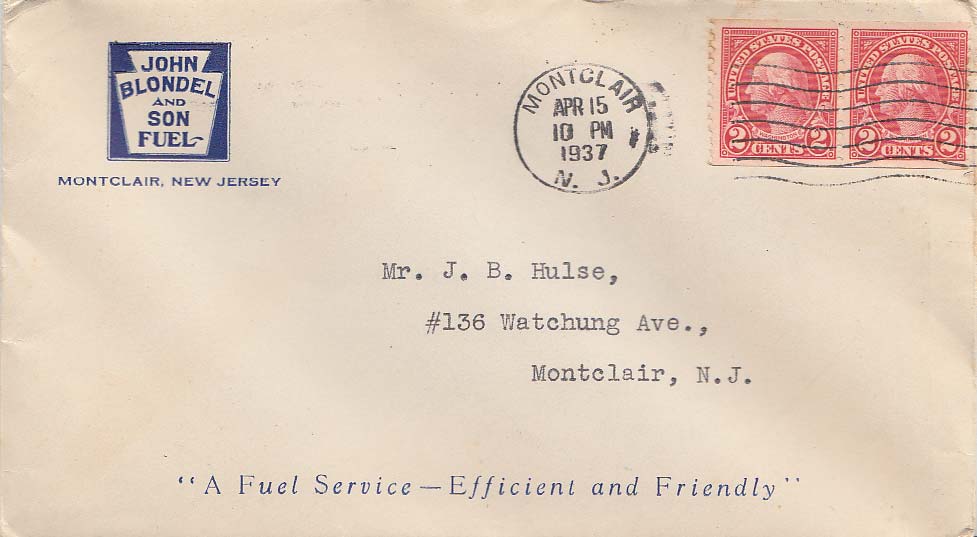 JOHN
BLONDEL
AND
SON
FUEL
MONTCLAIR, NEW JERSEY
MONTCLAIR
APR 15
10 PM
1937
N. J.
UNITED STATES POSTAGE
WASHINGTON
2 CENTS 2
UNITED STATES POSTAGE
2 CENTS 2
Mr. J. B. Hulse,
#136 Watchung Ave.,
Montclair, N.J.
"A Fuel Service—Efficient and Friendly"